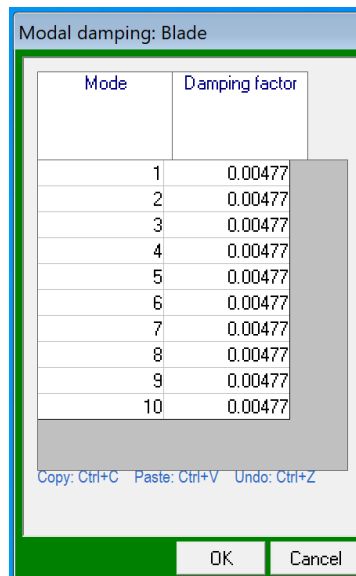 Modal damping: Blade
Mode Damping factor
1 0.00477
2 0.00477
3 0.00477
4 0.00477
5 0.00477
6 0.00477
7 0.00477
8 0.00477
9 0.00477
10 0.00477
Copy: Ctrl+C Paste: Ctrl+V Undo: Ctrl+Z
OK Cancel